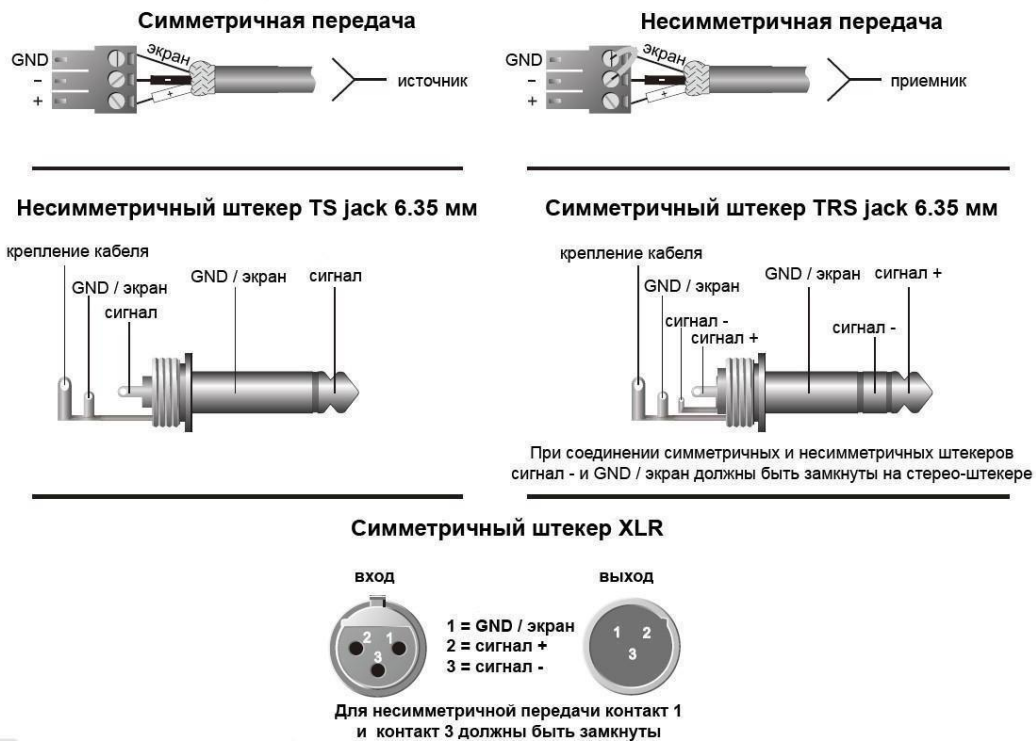 Симметричная передача
GND
экран
–
-
источник
+
+
Несимметричная передача
GND
экран
–
-
приемник
+
+
Несимметричный штекер TS jack 6.35 мм
крепление кабеля
GND / экран
сигнал
GND / экран
сигнал
Симметричный штекер TRS jack 6.35 мм
крепление кабеля
GND / экран
сигнал -
сигнал +
GND / экран
сигнал +
сигнал -
При соединении симметричных и несимметричных штекеров
сигнал - и GND / экран должны быть замкнуты на стерео-штекере
Симметричный штекер XLR
вход
2 1
3
1 = GND / экран
2 = сигнал +
3 = сигнал -
выход
1 2
3
Для несимметричной передачи контакт 1
и контакт 3 должны быть замкнуты